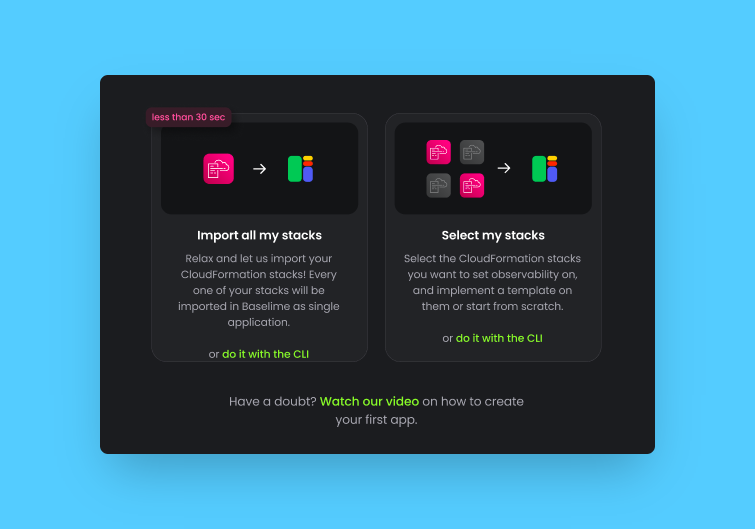 less than 30 sec
Import all my stacks
Relax and let us import your
CloudFormation stacks! Every
one of your stacks will be
imported in Baselime as single
application.
or do it with the CLI
Select my stacks
Select the CloudFormation stacks
you want to set observability on,
and implement a template on
them or start from scratch.
or do it with the CLI
Have a doubt? Watch our video on how to create
your first app.